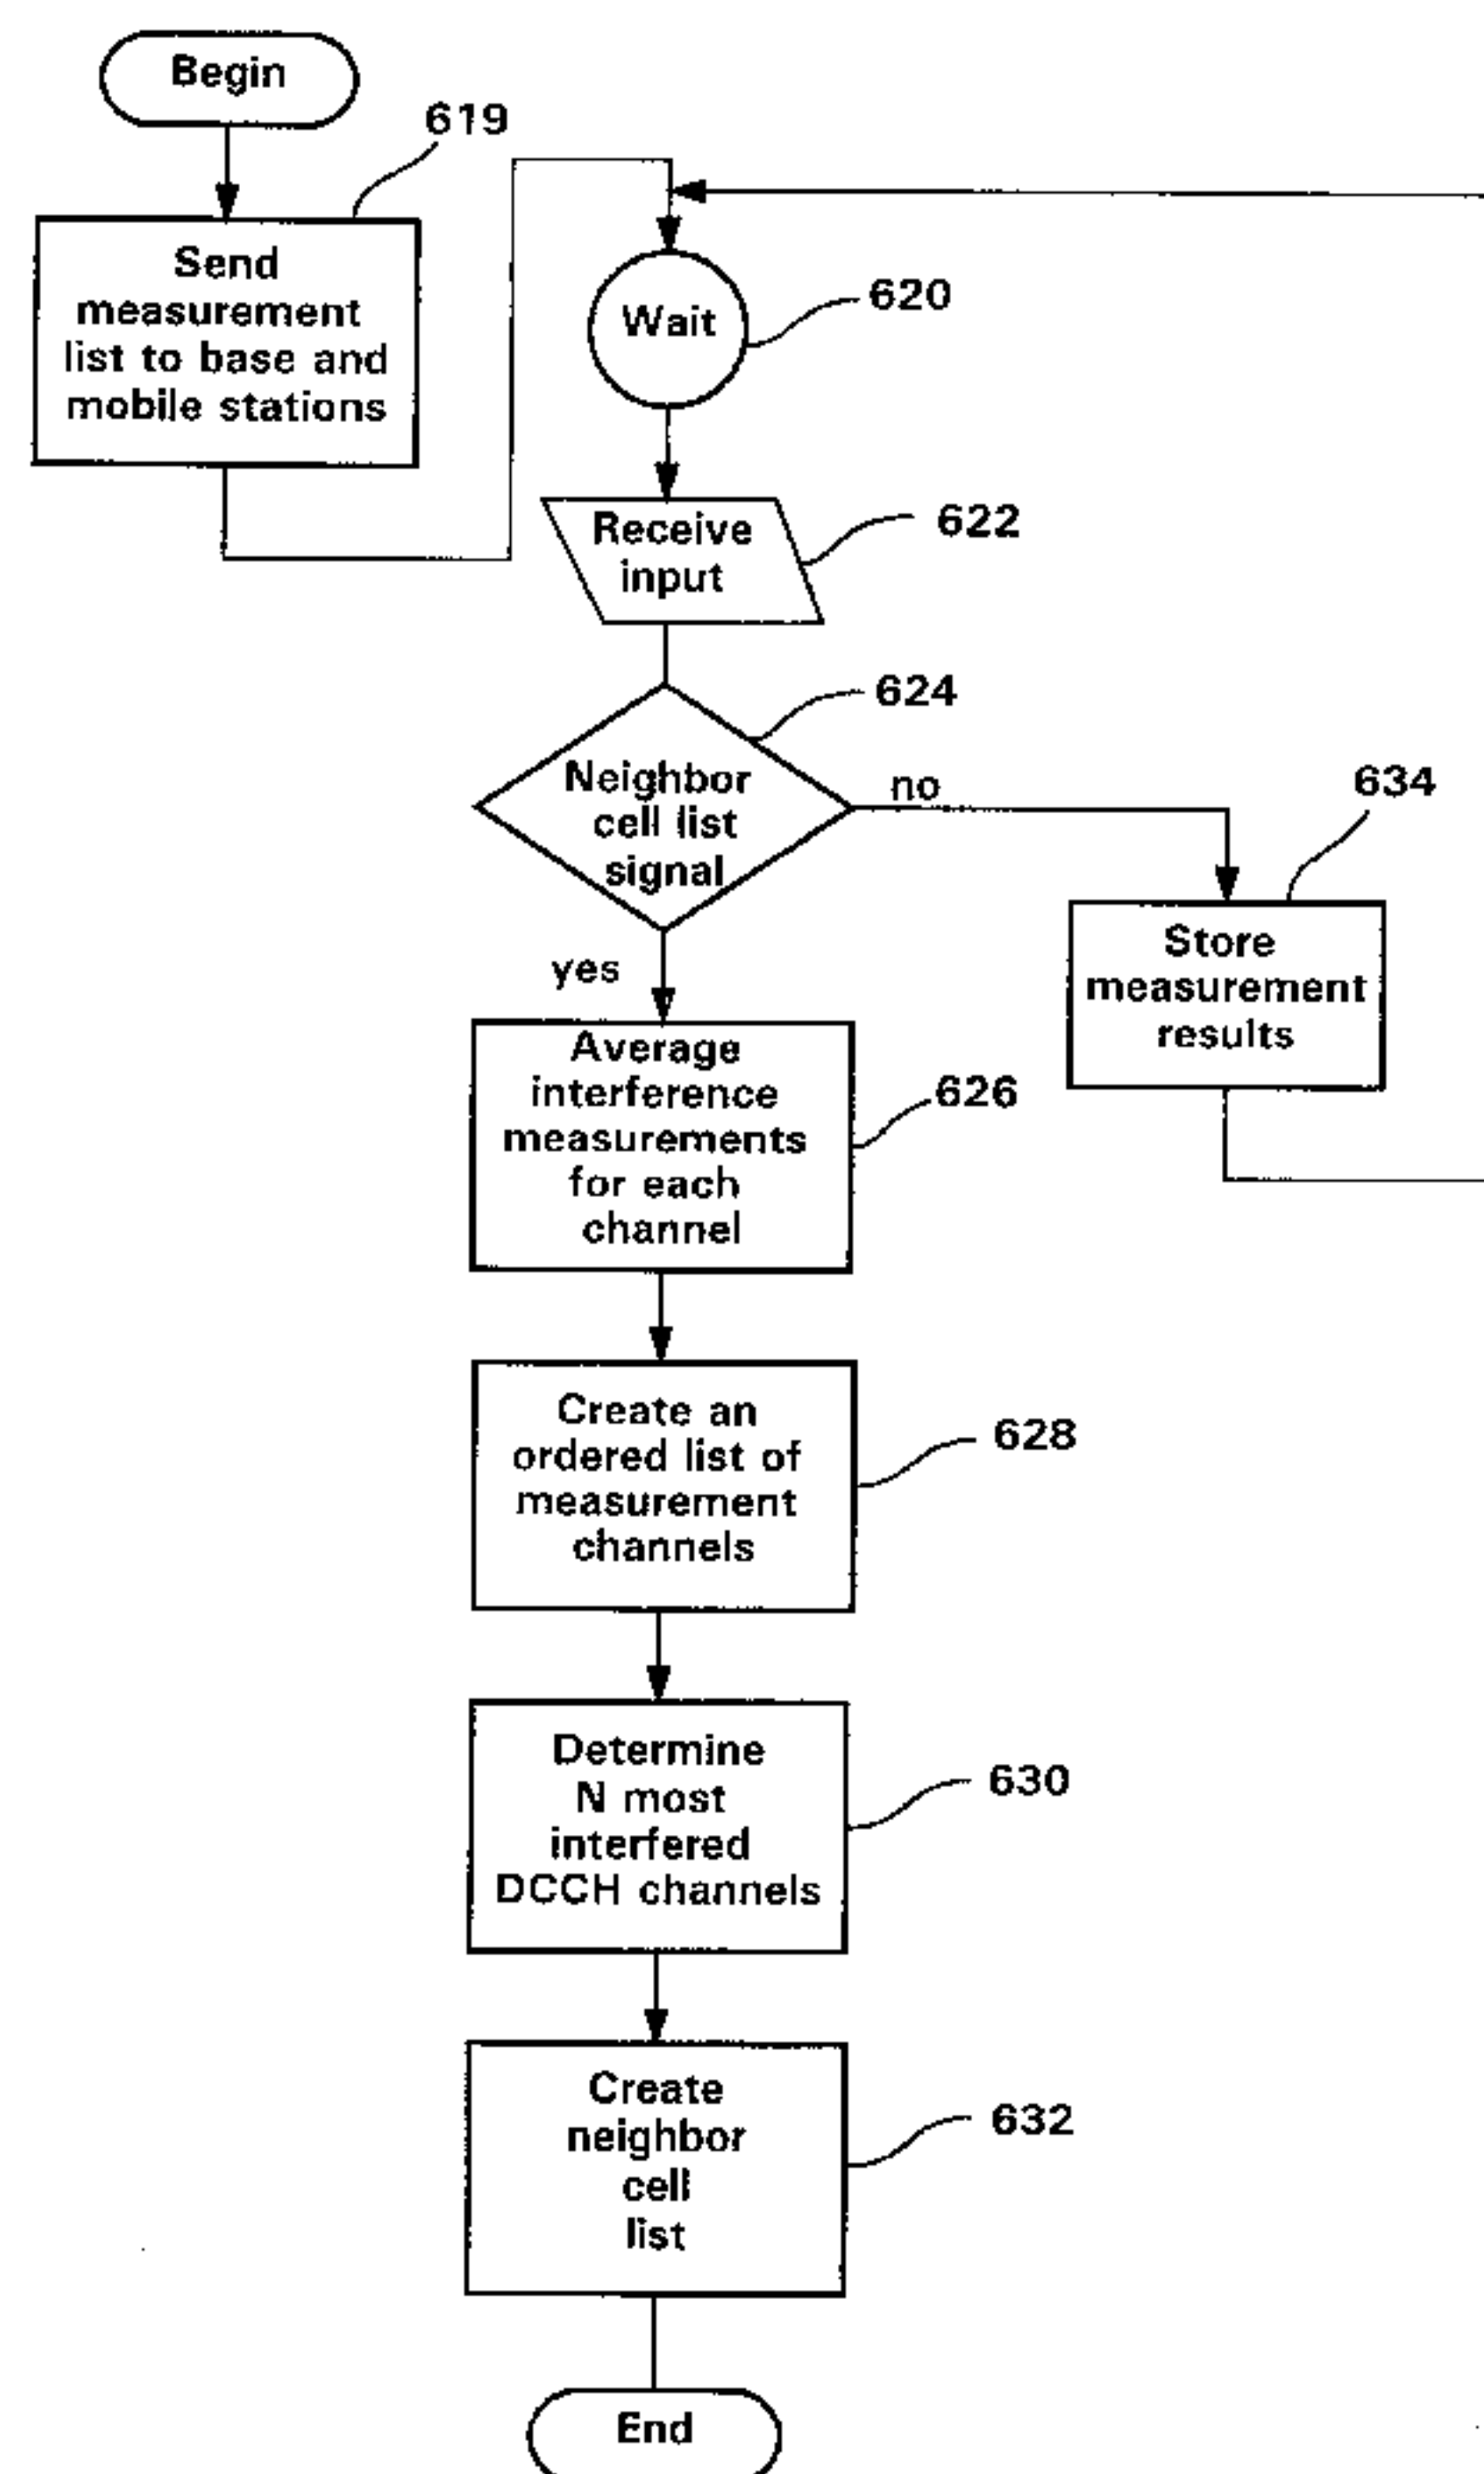 Begin
619
Send
measurement
list to base and
mobile stations
Wait
620
Receive
input
622
624
Neighbor
cell list
signal
no
634
yes
Store
measurement
results
Average
interference
measurements
for each
channel
626
Create an
ordered list of
measurement
channels
628
Determine
N most
interfered
DCCH channels
630
Create
neighbor
cell
list
632
End